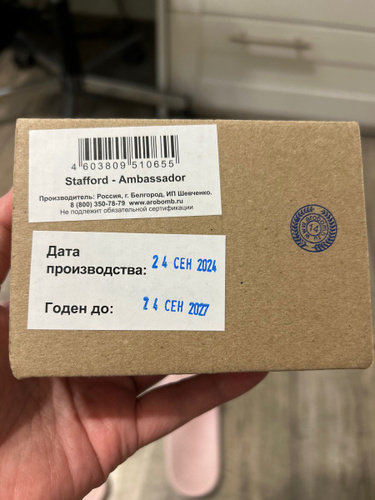 4 603809 510655
Stafford - Ambassador
Производитель: Россия, г. Белгород, ИП Шевченко.
8 (800) 350-78-79 www.arobomb.ru
Не подлежит обязательной сертификации
Дата
производства: 24 СЕН 2024
Годен до: 24 СЕН 2027
14